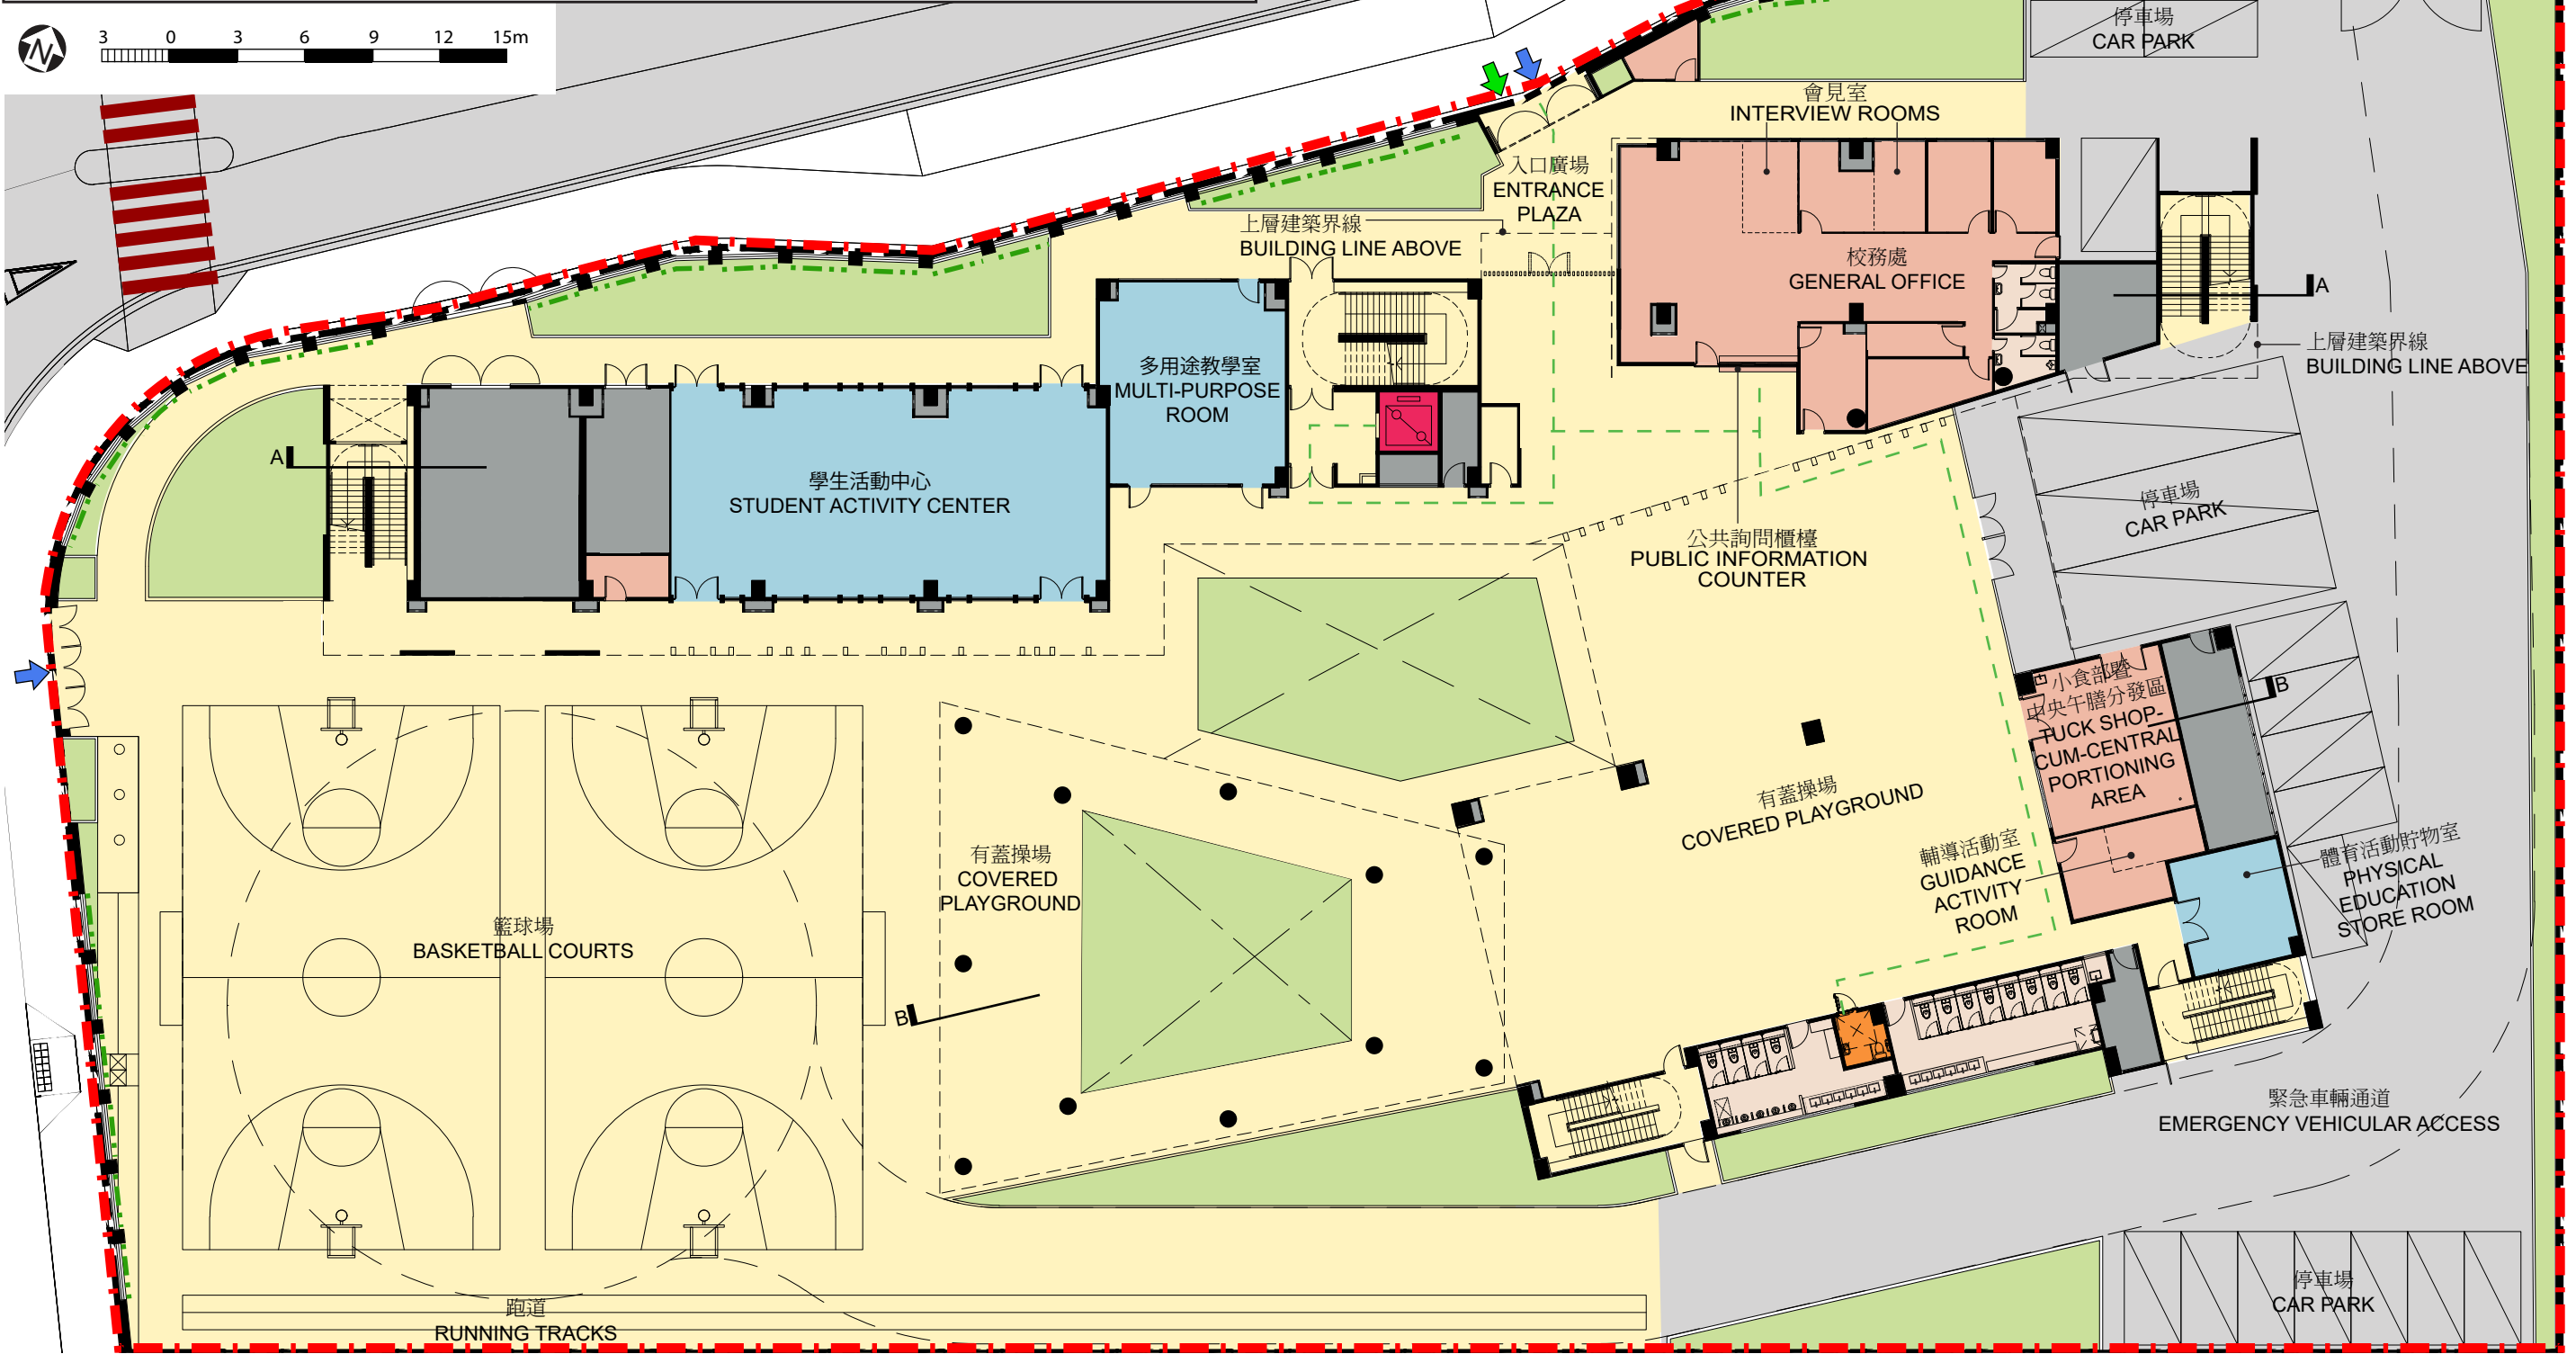 N
3 0 3 6 9 12 15m
停車場
CAR PARK
會見室
INTERVIEW ROOMS
入口廣場
ENTRANCE
PLAZA
上層建築界線
BUILDING LINE ABOVE
校務處
GENERAL OFFICE
A
上層建築界線
BUILDING LINE ABOVE
多用途教學室
MULTI-PURPOSE
ROOM
A
學生活動中心
STUDENT ACTIVITY CENTER
停車場
CAR PARK
公共詢問櫃檯
PUBLIC INFORMATION
COUNTER
小食部暨
中央午膳分發區
TUCK SHOP-
CUM-CENTRAL
PORTIONING
AREA
B
有蓋操場
COVERED PLAYGROUND
輔導活動室
GUIDANCE
ACTIVITY
ROOM
體育活動貯物室
PHYSICAL
EDUCATION
STORE ROOM
有蓋操場
COVERED
PLAYGROUND
籃球場
BASKETBALL COURTS
B
緊急車輛通道
EMERGENCY VEHICULAR ACCESS
停車場
CAR PARK
跑道
RUNNING TRACKS